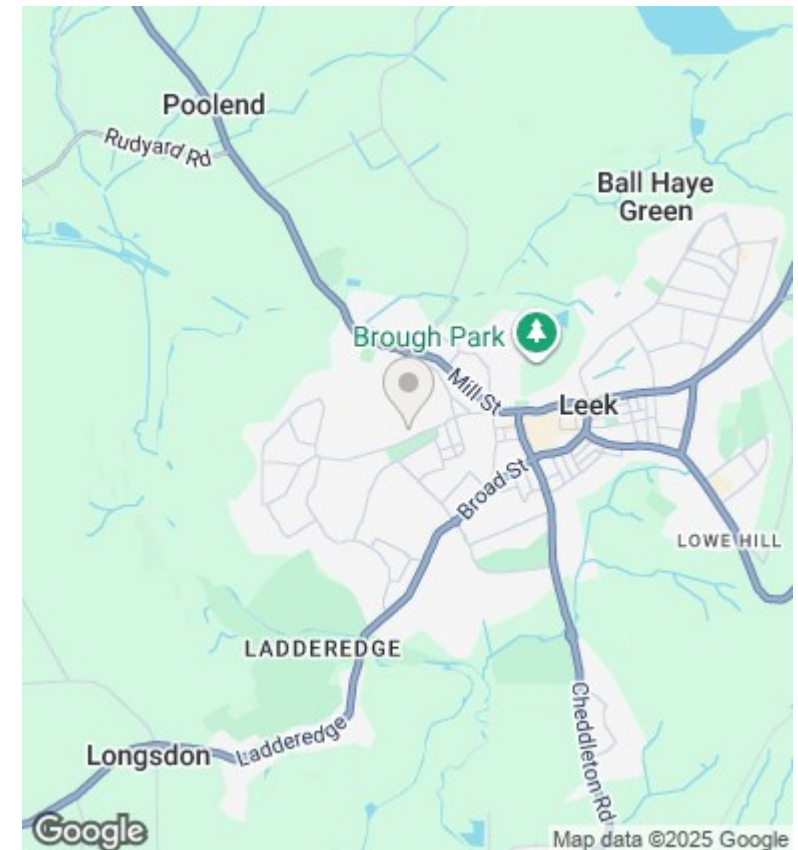 Poolend
Rudyard Rd
Ball Haye
Green
Brough Park
Mill St
Leek
Broad St
LOWE HILL
LADDEREDGE
Cheddleton Rd
Ladderedge
Longsdon
Google
Map data ©2025 Google